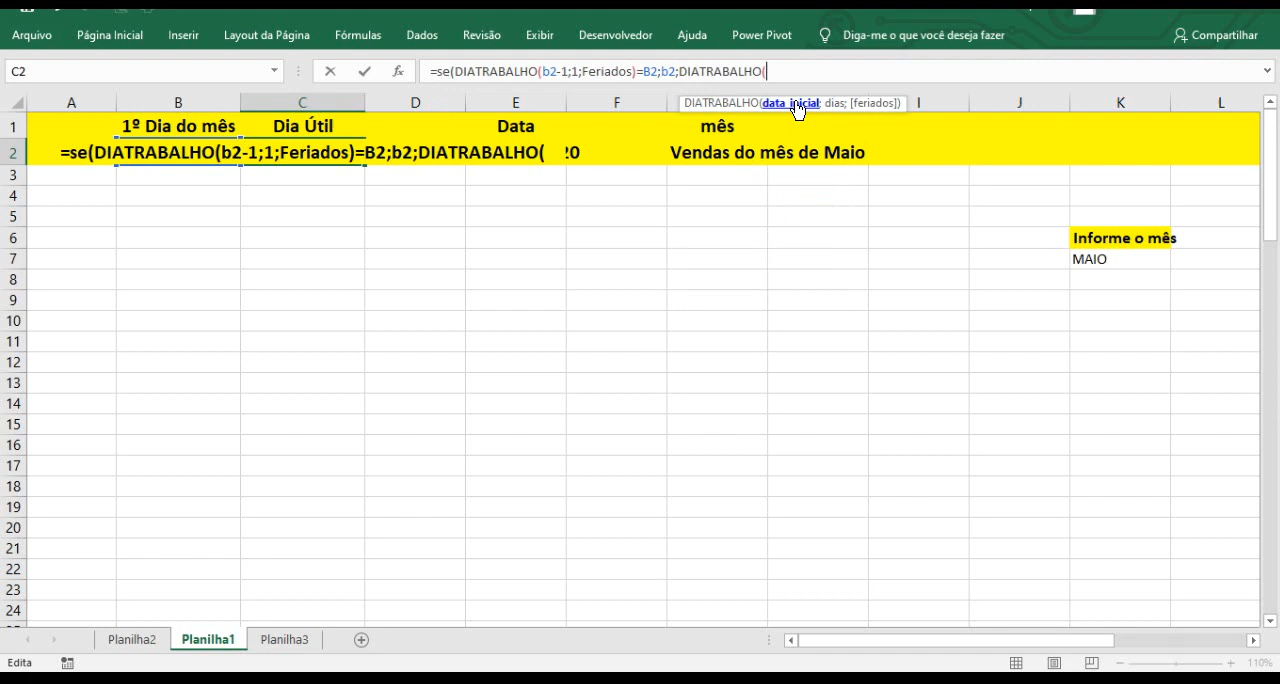 Arquivo Página Inicial Inserir Layout da Página Fórmulas Dados Revisão Exibir Desenvolvedor Ajuda Power Pivot Diga-me o que você deseja fazer Compartilhar
C2 fx =se(DIATRABALHO(b2-1;1;Feriados)=B2;b2;DIATRABALHO(
DIATRABALHO(data_inicial; dias; [feriados])
A B C D E F I J K L
1 1º Dia do mês Dia Útil Data mês
2 =se(DIATRABALHO(b2-1;1;Feriados)=B2;b2;DIATRABALHO( 20 Vendas do mês de Maio
3
4
5
6 Informe o mês
7 MAIO
8
9
10
11
12
13
14
15
16
17
18
19
20
21
22
23
24
Planilha2 Planilha1 Planilha3
Edita 110%